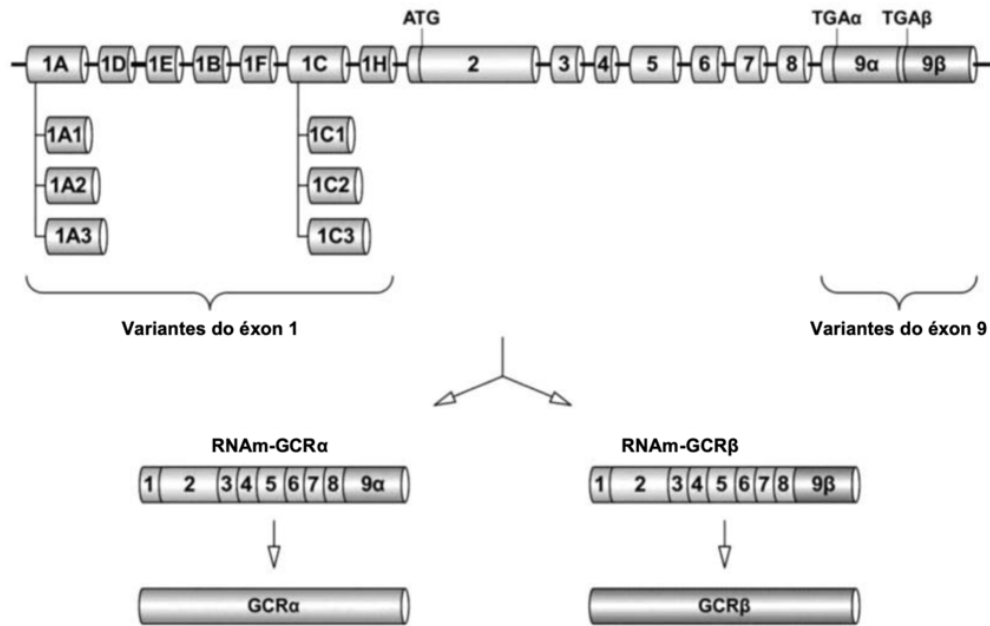 ATG TGAα TGAβ
1A 1D 1E 1B 1F 1C 1H 2 3 4 5 6 7 8 9α 9β
1A1 1C1
1A2 1C2
1A3 1C3
Variantes do éxon 1 Variantes do éxon 9
RNAm-GCRα RNAm-GCRβ
1 2 3 4 5 6 7 8 9α 1 2 3 4 5 6 7 8 9β
GCRα GCRβ